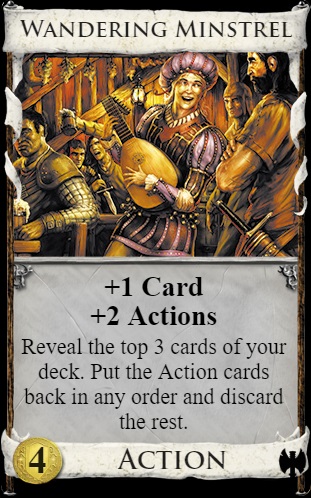 WANDERING MINSTREL
+1 Card
+2 Actions
Reveal the top 3 cards of your
deck. Put the Action cards
back in any order and discard
the rest.
4
ACTION